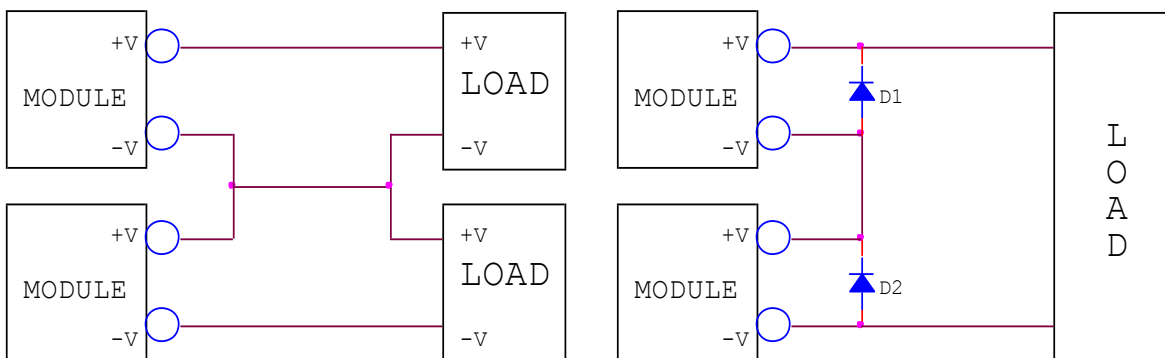 +V
MODULE
-V
+V
LOAD
-V
+V
MODULE
-V
+V
LOAD
-V
+V
MODULE
-V
D1
+V
MODULE
-V
D2
L
O
A
D